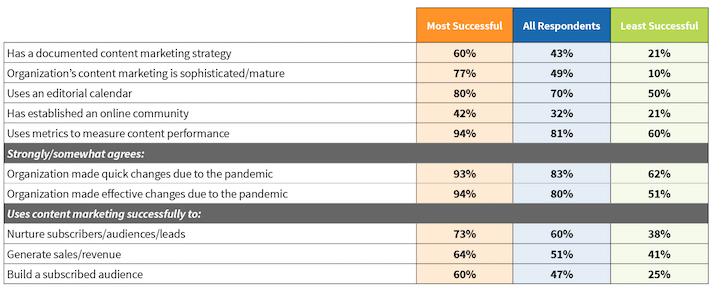 Most Successful All Respondents Least Successful
Has a documented content marketing strategy 60% 43% 21%
Organization's content marketing is sophisticated/mature 77% 49% 10%
Uses an editorial calendar 80% 70% 50%
Has established an online community 42% 32% 21%
Uses metrics to measure content performance 94% 81% 60%
Strongly/somewhat agrees:
Organization made quick changes due to the pandemic 93% 83% 62%
Organization made effective changes due to the pandemic 94% 80% 51%
Uses content marketing successfully to:
Nurture subscribers/audiences/leads 73% 60% 38%
Generate sales/revenue 64% 51% 41%
Build a subscribed audience 60% 47% 25%